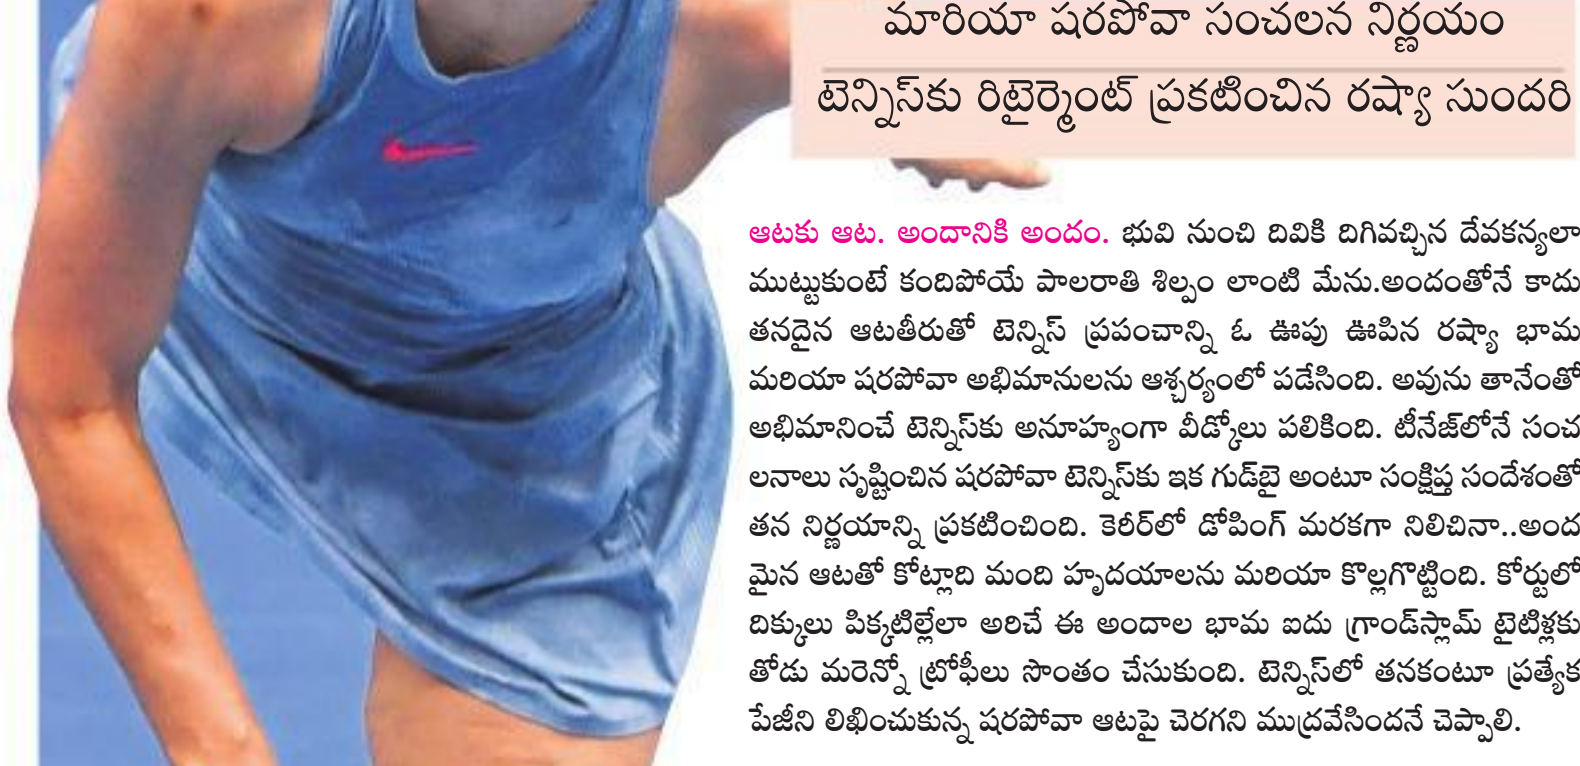 మారియా షరపోవా సంచలన నిర్ణయం
టెన్నిస్‌కు రిటైర్మెంట్ ప్రకటించిన రష్యా సుందరి
ఆటకు ఆట. అందానికి అందం. భువి నుంచి దివికి దిగివచ్చిన దేవకన్యలా
ముట్టుకుంటే కందిపోయే పాలరాతి శిల్పం లాంటి మేను.అందంతోనే కాదు
తనదైన ఆటతీరుతో టెన్నిస్ ప్రపంచాన్ని ఓ ఊపు ఊపిన రష్యా భామ
మరియా షరపోవా అభిమానులను ఆశ్చర్యంలో పడేసింది. అవును తానేంతో
అభిమానించే టెన్నిస్‌కు అనూహ్యంగా వీడ్కోలు పలికింది. టీనేజ్‌లోనే సంచ
లనాలు సృష్టించిన షరపోవా టెన్నిస్‌కు ఇక గుడ్‌బై అంటూ సంక్షిప్త సందేశంతో
తన నిర్ణయాన్ని ప్రకటించింది. కెరీర్‌లో డోపింగ్ మరకగా నిలిచినా..అంద
మైన ఆటతో కోట్లాది మంది హృదయాలను మరియా కొల్లగొట్టింది. కోర్టులో
దిక్కులు పిక్కటిల్లేలా అరిచే ఈ అందాల భామ ఐదు గ్రాండ్‌స్లామ్ టైటిళ్లకు
తోడు మరెన్నో ట్రోఫీలు సొంతం చేసుకుంది. టెన్నిస్‌లో తనకంటూ ప్రత్యేక
పేజీని లిఖించుకున్న షరపోవా ఆటపై చెరగని ముద్రవేసిందనే చెప్పాలి.